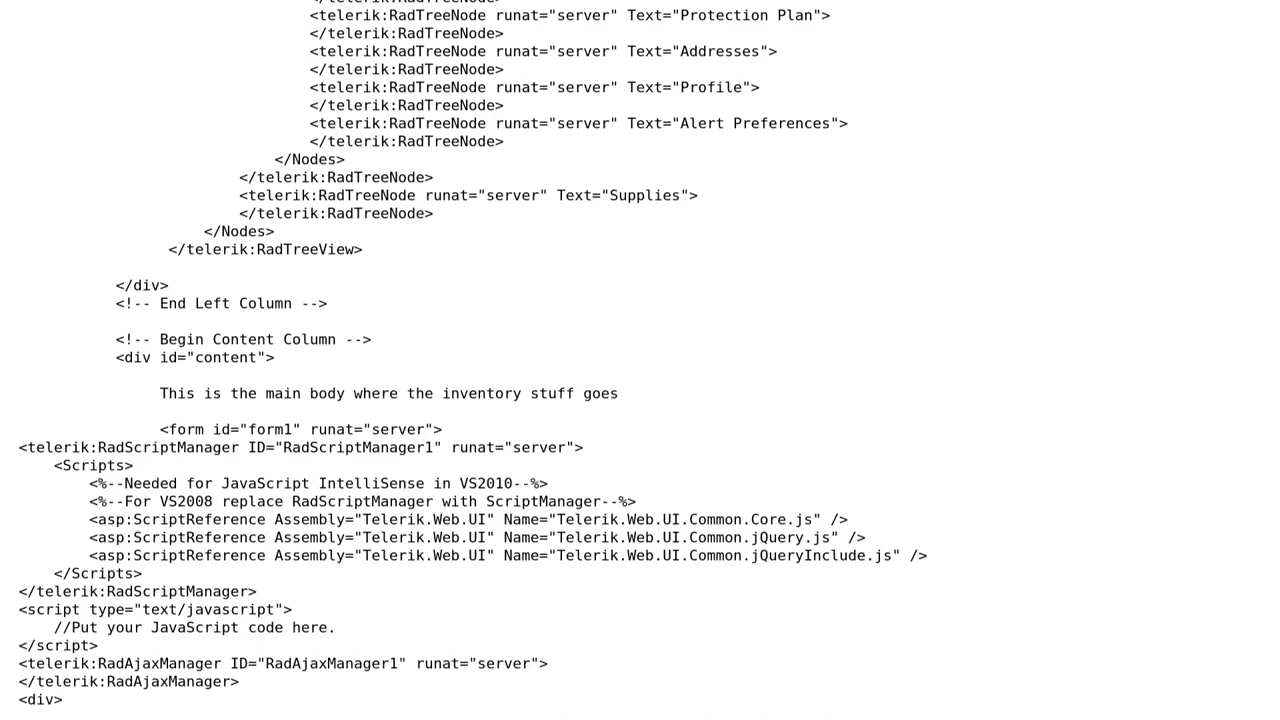 </telerik:RadTreeNode>
<telerik:RadTreeNode runat="server" Text="Protection Plan">
</telerik:RadTreeNode>
<telerik:RadTreeNode runat="server" Text="Addresses">
</telerik:RadTreeNode>
<telerik:RadTreeNode runat="server" Text="Profile">
</telerik:RadTreeNode>
<telerik:RadTreeNode runat="server" Text="Alert Preferences">
</telerik:RadTreeNode>
</Nodes>
</telerik:RadTreeNode>
<telerik:RadTreeNode runat="server" Text="Supplies">
</telerik:RadTreeNode>
</Nodes>
</telerik:RadTreeView>
</div>
<!-- End Left Column -->
<!-- Begin Content Column -->
<div id="content">
This is the main body where the inventory stuff goes
<form id="form1" runat="server">
<telerik:RadScriptManager ID="RadScriptManager1" runat="server">
<Scripts>
<%--Needed for JavaScript IntelliSense in VS2010--%>
<%--For VS2008 replace RadScriptManager with ScriptManager--%>
<asp:ScriptReference Assembly="Telerik.Web.UI" Name="Telerik.Web.UI.Common.Core.js" />
<asp:ScriptReference Assembly="Telerik.Web.UI" Name="Telerik.Web.UI.Common.jQuery.js" />
<asp:ScriptReference Assembly="Telerik.Web.UI" Name="Telerik.Web.UI.Common.jQueryInclude.js" />
</Scripts>
</telerik:RadScriptManager>
<script type="text/javascript">
//Put your JavaScript code here.
</script>
<telerik:RadAjaxManager ID="RadAjaxManager1" runat="server">
</telerik:RadAjaxManager>
<div>